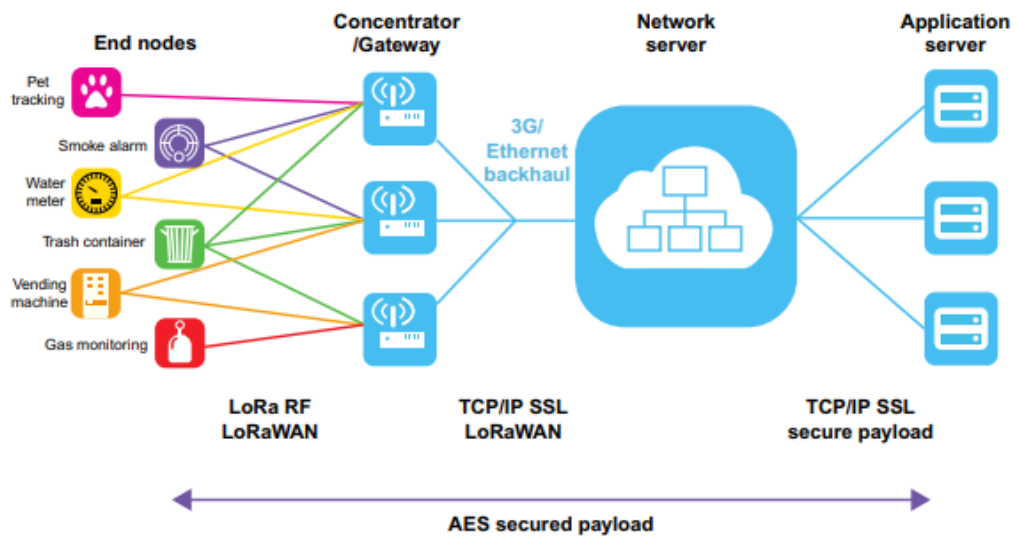 End nodes
Concentrator
/Gateway
Network
server
Application
server
Pet
tracking
Smoke alarm
Water
meter
Trash container
Vending
machine
Gas monitoring
3G/
Ethernet
backhaul
LoRa RF
LoRaWAN
TCP/IP SSL
LoRaWAN
TCP/IP SSL
secure payload
AES secured payload